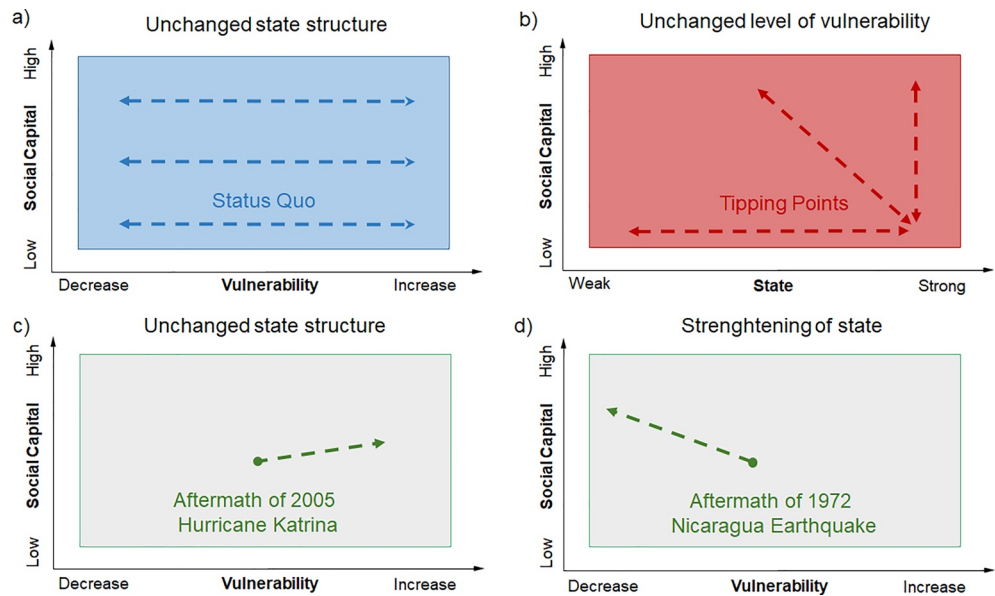 a)
Unchanged state structure
High
Social Capital
Low
Status Quo
Decrease
Vulnerability
Increase
b)
Unchanged level of vulnerability
High
Social Capital
Low
Tipping Points
Weak
State
Strong
c)
Unchanged state structure
High
Social Capital
Low
Aftermath of 2005
Hurricane Katrina
Decrease
Vulnerability
Increase
d)
Strenghtening of state
High
Social Capital
Low
Aftermath of 1972
Nicaragua Earthquake
Decrease
Vulnerability
Increase